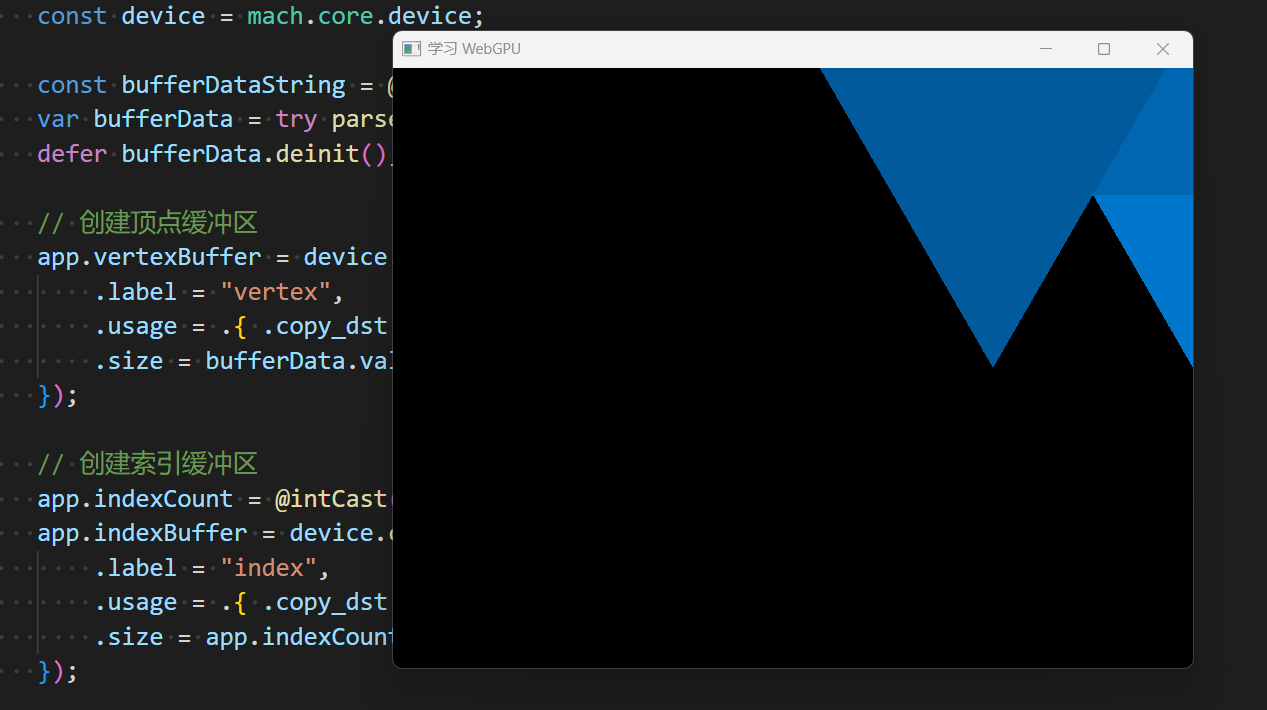 const device = mach.core.device;
学习 WebGPU
const bufferDataString = @
var bufferData = try parse
defer bufferData.deinit()
// 创建顶点缓冲区
app.vertexBuffer = device
.label = "vertex",
.usage = .{ .copy_dst
.size = bufferData.val
});
// 创建索引缓冲区
app.indexCount = @intCast(
app.indexBuffer = device.c
.label = "index",
.usage = .{ .copy_dst
.size = app.indexCount
});